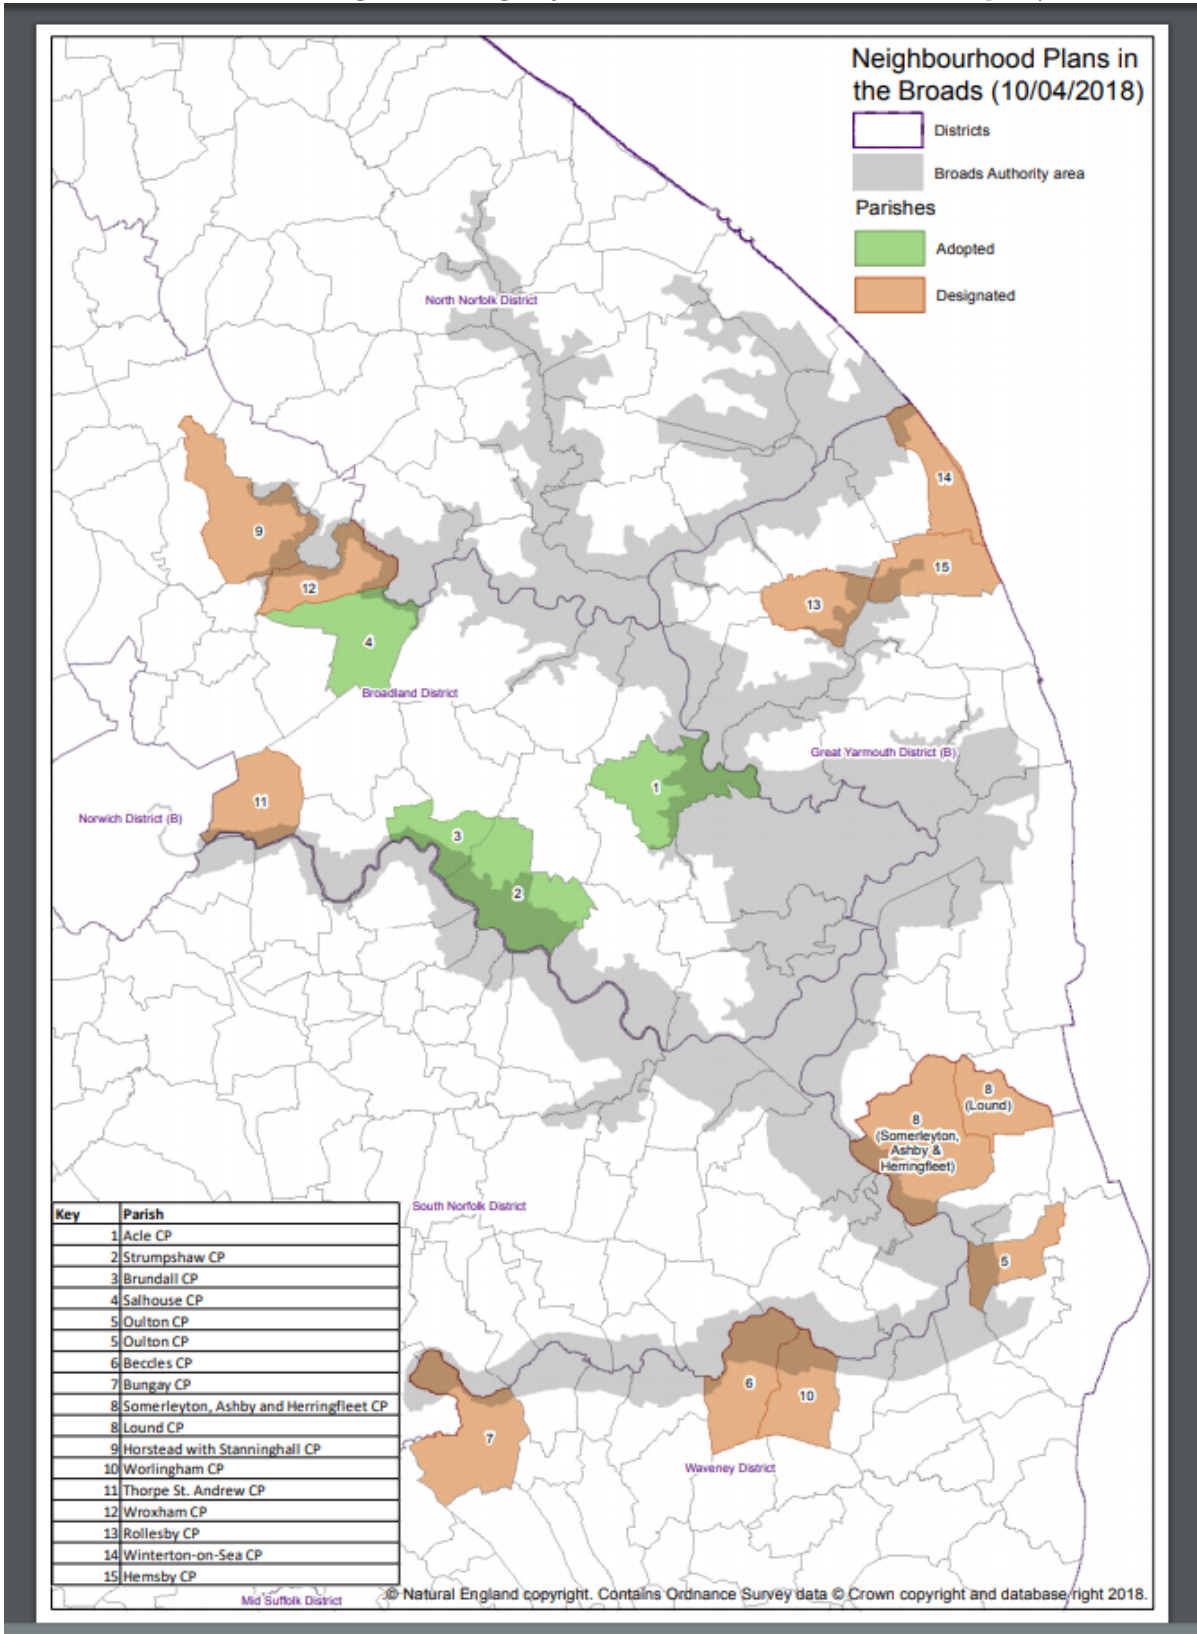 Neighbourhood Plans in
the Broads (10/04/2018)
Districts
Broads Authority area
Parishes
Adopted
Designated
North Norfolk District
14
9
15
12
13
4
Broadland District
Great Yarmouth District (B)
1
11
Norwich District (B)
3
2
8
(Lound)
8
(Somerleyton,
Ashby &
Herringfleet)
South Norfolk District
5
6
10
7
Waveney District
Key Parish
1 Acle CP
2 Strumpshaw CP
3 Brundall CP
4 Salhouse CP
5 Oulton CP
5 Oulton CP
6 Beccles CP
7 Bungay CP
8 Somerleyton, Ashby and Herringfleet CP
8 Lound CP
9 Horstead with Stanninghall CP
10 Worlingham CP
11 Thorpe St. Andrew CP
12 Wroxham CP
13 Rollesby CP
14 Winterton-on-Sea CP
15 Hemsby CP
Mid Suffolk District
© Natural England copyright. Contains Ordnance Survey data © Crown copyright and database right 2018.